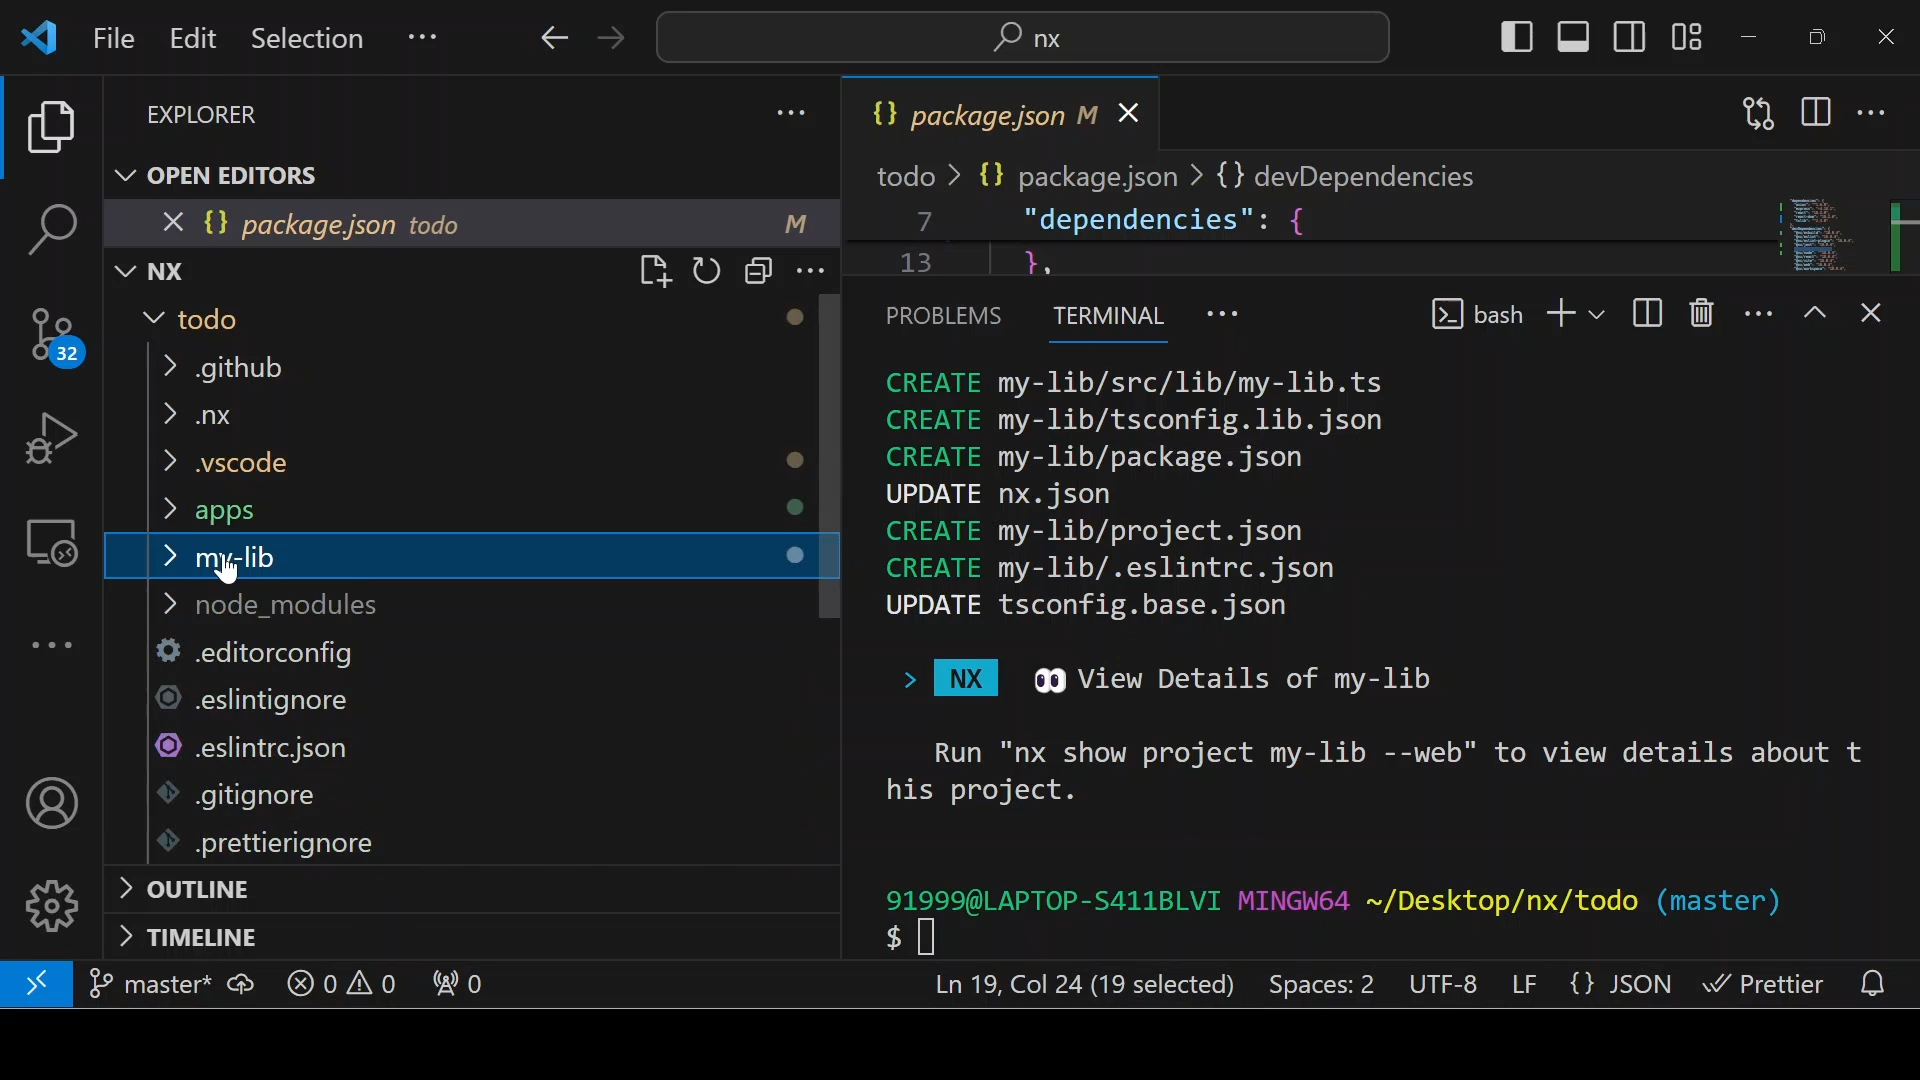 File Edit Selection ··· nx
EXPLORER ···
OPEN EDITORS
{} package.json todo M
NX ···
todo
.github
.nx
.vscode
apps
my-lib
node_modules
.editorconfig
.eslintignore
.eslintrc.json
.gitignore
.prettierignore
OUTLINE
TIMELINE
32
{} package.json M
todo > {} package.json > {} devDependencies
7 "dependencies": {
13 },
PROBLEMS TERMINAL ··· bash
CREATE my-lib/src/lib/my-lib.ts
CREATE my-lib/tsconfig.lib.json
CREATE my-lib/package.json
UPDATE nx.json
CREATE my-lib/project.json
CREATE my-lib/.eslintrc.json
UPDATE tsconfig.base.json
> NX 👀 View Details of my-lib
Run "nx show project my-lib --web" to view details about t
his project.
91999@LAPTOP-S411BLVI MINGW64 ~/Desktop/nx/todo (master)
$
master* 0 0 0 Ln 19, Col 24 (19 selected) Spaces: 2 UTF-8 LF {} JSON Prettier